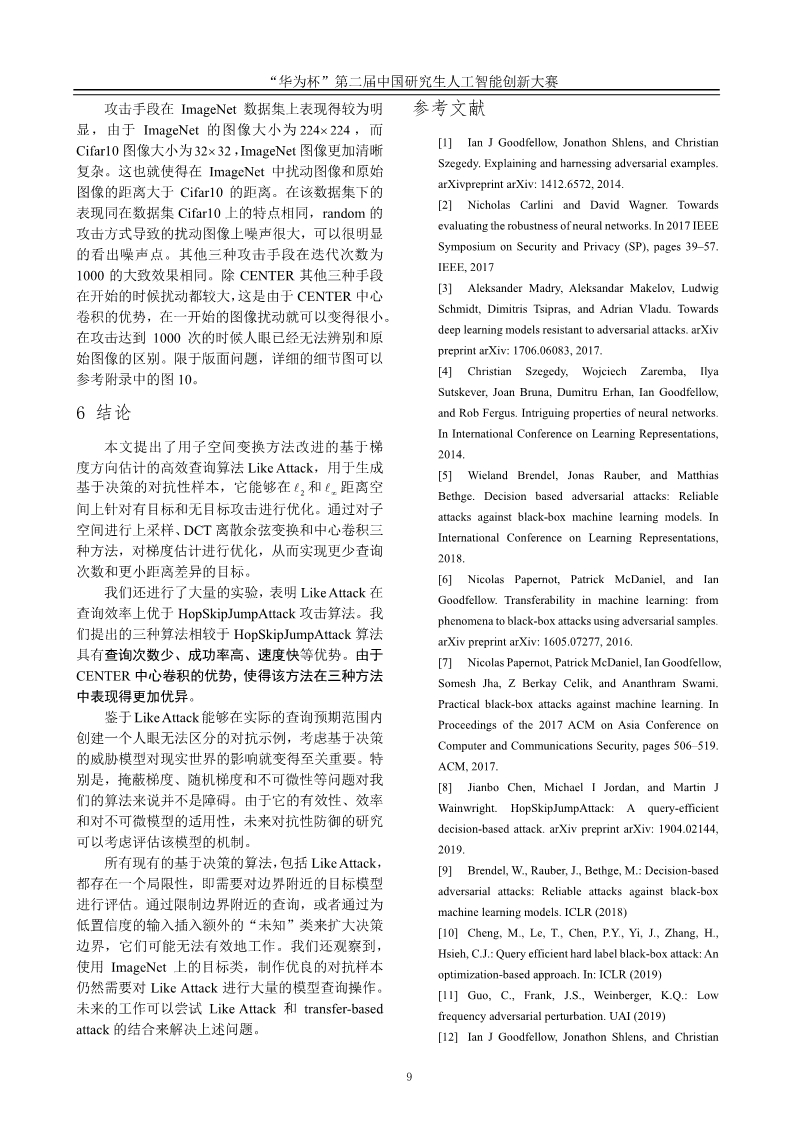 “华为杯”第二届中国研究生人工智能创新大赛
攻击手段在 ImageNet 数据集上表现得较为明
显，由于 ImageNet 的图像大小为 224×224，而
Cifar10 图像大小为 32×32，ImageNet 图像更加清晰
复杂。这也就使得在 ImageNet 中扰动图像和原始
图像的距离大于 Cifar10 的距离。在该数据集下的
表现同在数据集 Cifar10 上的特点相同，random 的
攻击方式导致的扰动图像上噪声很大，可以很明显
的看出噪声点。其他三种攻击手段在迭代次数为
1000 的大致效果相同。除 CENTER 其他三种手段
在开始的时候扰动都较大，这是由于 CENTER 中心
卷积的优势，在一开始的图像扰动就可以变得很小。
在攻击达到 1000 次的时候人眼已经无法辨别和原
始图像的区别。限于版面问题，详细的细节图可以
参考附录中的图 10。
6 结论
本文提出了用子空间变换方法改进的基于梯
度方向估计的高效查询算法 Like Attack，用于生成
基于决策的对抗性样本，它能够在 ℓ₂ 和 ℓ∞ 距离空
间上针对有目标和无目标攻击进行优化。通过对子
空间进行上采样、DCT 离散余弦变换和中心卷积三
种方法，对梯度估计进行优化，从而实现更少查询
次数和更小距离差异的目标。
我们还进行了大量的实验，表明 Like Attack 在
查询效率上优于 HopSkipJumpAttack 攻击算法。我
们提出的三种算法相较于 HopSkipJumpAttack 算法
具有查询次数少、成功率高、速度快等优势。由于
CENTER 中心卷积的优势，使得该方法在三种方法
中表现得更加优异。
鉴于 Like Attack 能够在实际的查询预期范围内
创建一个人眼无法区分的对抗示例，考虑基于决策
的威胁模型对现实世界的影响就变得至关重要。特
别是，掩蔽梯度、随机梯度和不可微性等问题对我
们的算法来说并不是障碍。由于它的有效性、效率
和对不可微模型的适用性，未来对抗性防御的研究
可以考虑评估该模型的机制。
所有现有的基于决策的算法，包括 Like Attack，
都存在一个局限性，即需要对边界附近的目标模型
进行评估。通过限制边界附近的查询，或者通过为
低置信度的输入插入额外的“未知”类来扩大决策
边界，它们可能无法有效地工作。我们还观察到，
使用 ImageNet 上的目标类，制作优良的对抗样本
仍然需要对 Like Attack 进行大量的模型查询操作。
未来的工作可以尝试 Like Attack 和 transfer-based
attack 的结合来解决上述问题。
参考文献
[1] Ian J Goodfellow, Jonathon Shlens, and Christian
Szegedy. Explaining and harnessing adversarial examples.
arXivpreprint arXiv: 1412.6572, 2014.
[2] Nicholas Carlini and David Wagner. Towards
evaluating the robustness of neural networks. In 2017 IEEE
Symposium on Security and Privacy (SP), pages 39–57.
IEEE, 2017
[3] Aleksander Madry, Aleksandar Makelov, Ludwig
Schmidt, Dimitris Tsipras, and Adrian Vladu. Towards
deep learning models resistant to adversarial attacks. arXiv
preprint arXiv: 1706.06083, 2017.
[4] Christian Szegedy, Wojciech Zaremba, Ilya
Sutskever, Joan Bruna, Dumitru Erhan, Ian Goodfellow,
and Rob Fergus. Intriguing properties of neural networks.
In International Conference on Learning Representations,
2014.
[5] Wieland Brendel, Jonas Rauber, and Matthias
Bethge. Decision based adversarial attacks: Reliable
attacks against black-box machine learning models. In
International Conference on Learning Representations,
2018.
[6] Nicolas Papernot, Patrick McDaniel, and Ian
Goodfellow. Transferability in machine learning: from
phenomena to black-box attacks using adversarial samples.
arXiv preprint arXiv: 1605.07277, 2016.
[7] Nicolas Papernot, Patrick McDaniel, Ian Goodfellow,
Somesh Jha, Z Berkay Celik, and Ananthram Swami.
Practical black-box attacks against machine learning. In
Proceedings of the 2017 ACM on Asia Conference on
Computer and Communications Security, pages 506–519.
ACM, 2017.
[8] Jianbo Chen, Michael I Jordan, and Martin J
Wainwright. HopSkipJumpAttack: A query-efficient
decision-based attack. arXiv preprint arXiv: 1904.02144,
2019.
[9] Brendel, W., Rauber, J., Bethge, M.: Decision-based
adversarial attacks: Reliable attacks against black-box
machine learning models. ICLR (2018)
[10] Cheng, M., Le, T., Chen, P.Y., Yi, J., Zhang, H.,
Hsieh, C.J.: Query efficient hard label black-box attack: An
optimization-based approach. In: ICLR (2019)
[11] Guo, C., Frank, J.S., Weinberger, K.Q.: Low
frequency adversarial perturbation. UAI (2019)
[12] Ian J Goodfellow, Jonathon Shlens, and Christian
9